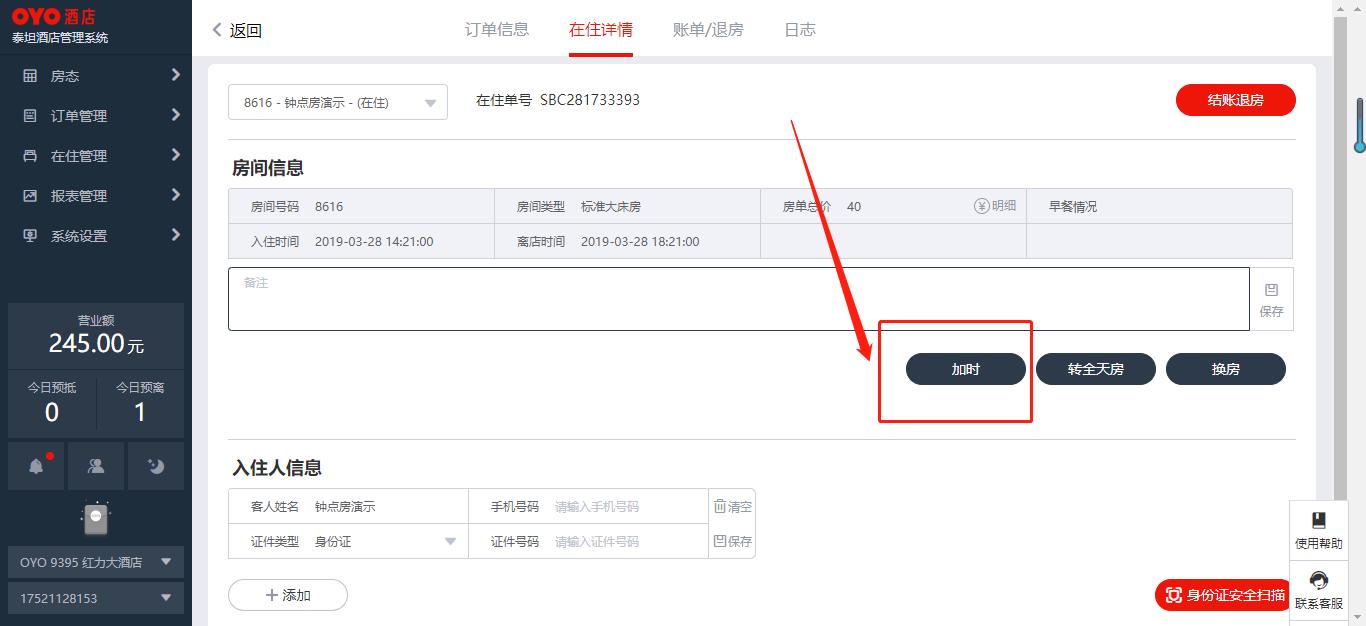 OYO 酒店
泰坦酒店管理系统
房态
订单管理
在住管理
报表管理
系统设置
营业额
245.00元
今日预抵 今日预离
0 1
OYO 9395 红力大酒店
17521128153
返回
订单信息 在住详情 账单/退房 日志
8616 - 钟点房演示 - (在住) 在住单号 SBC281733393 结账退房
房间信息
房间号码 8616 房间类型 标准大床房 房单总价 40 明细 早餐情况
入住时间 2019-03-28 14:21:00 离店时间 2019-03-28 18:21:00
备注
保存
加时 转全天房 换房
入住人信息
客人姓名 钟点房演示 手机号码 请输入手机号码 清空
证件类型 身份证 证件号码 请输入证件号码 保存
添加
身份证安全扫描
使用帮助
联系客服